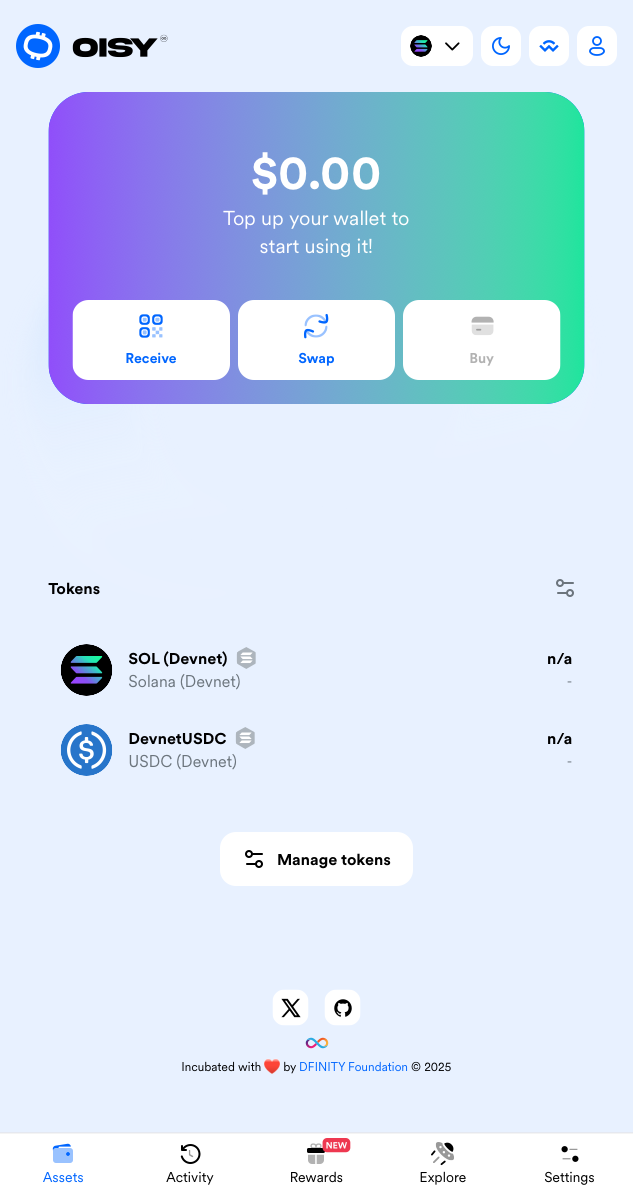 OISY
$0.00
Top up your wallet to
start using it!
Receive
Swap
Buy
Tokens
SOL (Devnet)
n/a
Solana (Devnet)
-
DevnetUSDC
n/a
USDC (Devnet)
-
Manage tokens
Incubated with ❤️ by DFINITY Foundation © 2025
NEW
Assets
Activity
Rewards
Explore
Settings